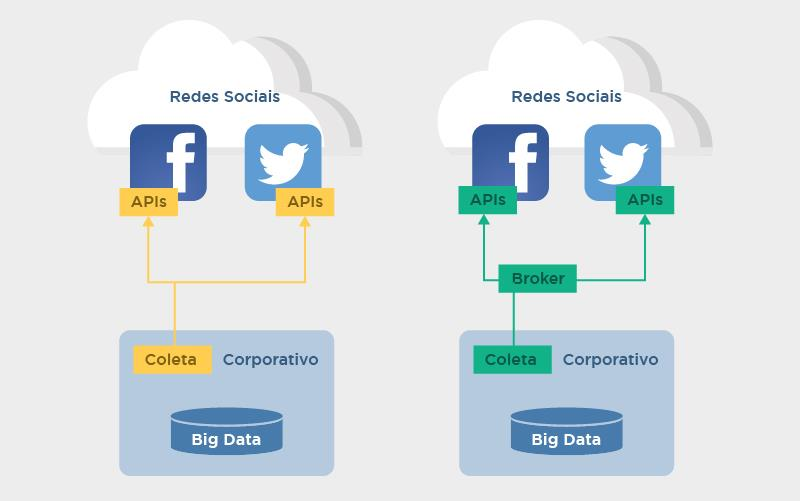 Redes Sociais
APIs
APIs
Coleta
Corporativo
Big Data
Redes Sociais
APIs
APIs
Broker
Coleta
Corporativo
Big Data